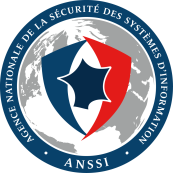 AGENCE NATIONALE DE LA SÉCURITÉ DES SYSTÈMES D'INFORMATION
• ANSSI •